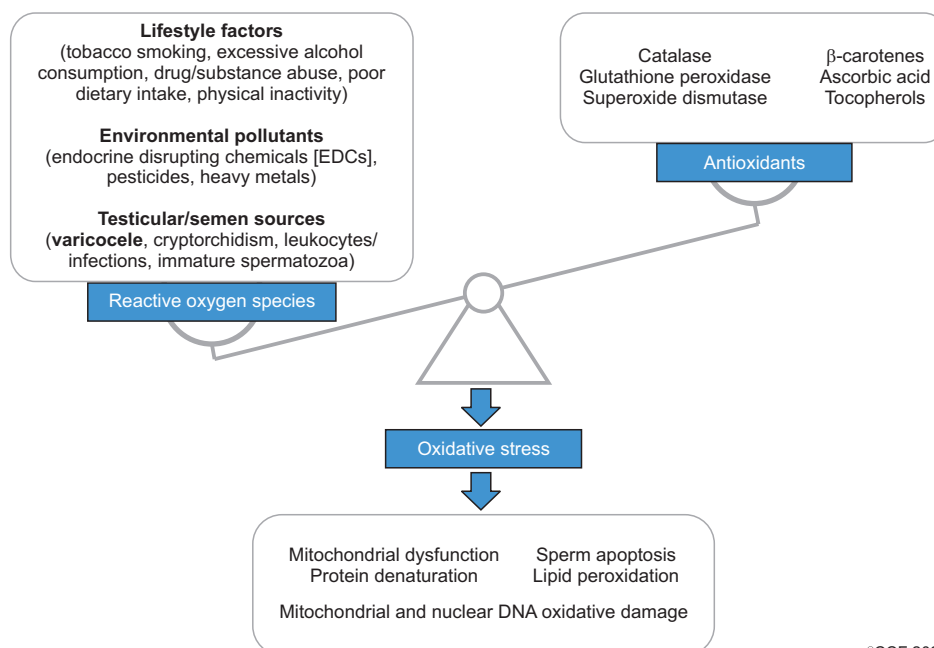 Lifestyle factors
(tobacco smoking, excessive alcohol
consumption, drug/substance abuse, poor
dietary intake, physical inactivity)
Environmental pollutants
(endocrine disrupting chemicals [EDCs],
pesticides, heavy metals)
Testicular/semen sources
(varicocele, cryptorchidism, leukocytes/
infections, immature spermatozoa)
Reactive oxygen species
Catalase
Glutathione peroxidase
Superoxide dismutase
β-carotenes
Ascorbic acid
Tocopherols
Antioxidants
Oxidative stress
Mitochondrial dysfunction
Protein denaturation
Sperm apoptosis
Lipid peroxidation
Mitochondrial and nuclear DNA oxidative damage